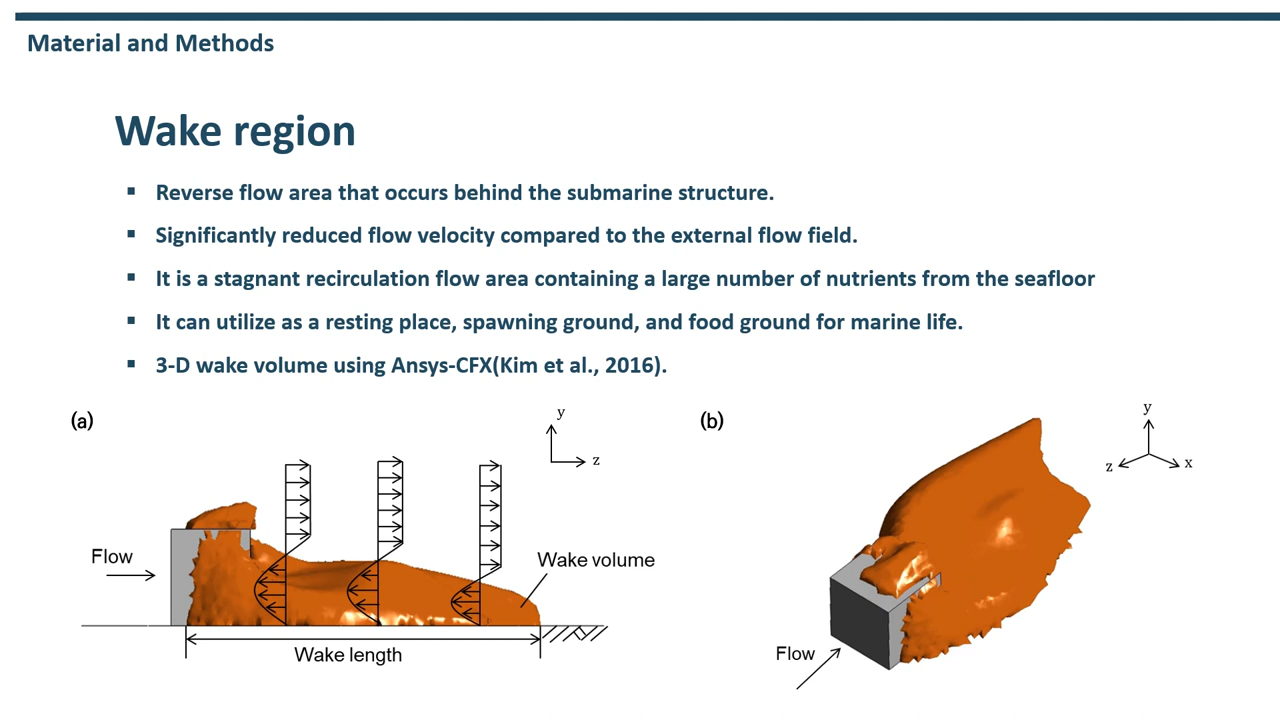 Material and Methods
Wake region
▪ Reverse flow area that occurs behind the submarine structure.
▪ Significantly reduced flow velocity compared to the external flow field.
▪ It is a stagnant recirculation flow area containing a large number of nutrients from the seafloor
▪ It can utilize as a resting place, spawning ground, and food ground for marine life.
▪ 3-D wake volume using Ansys-CFX(Kim et al., 2016).
(a)
y
z
Flow
Wake volume
Wake length
(b)
y
z
x
Flow